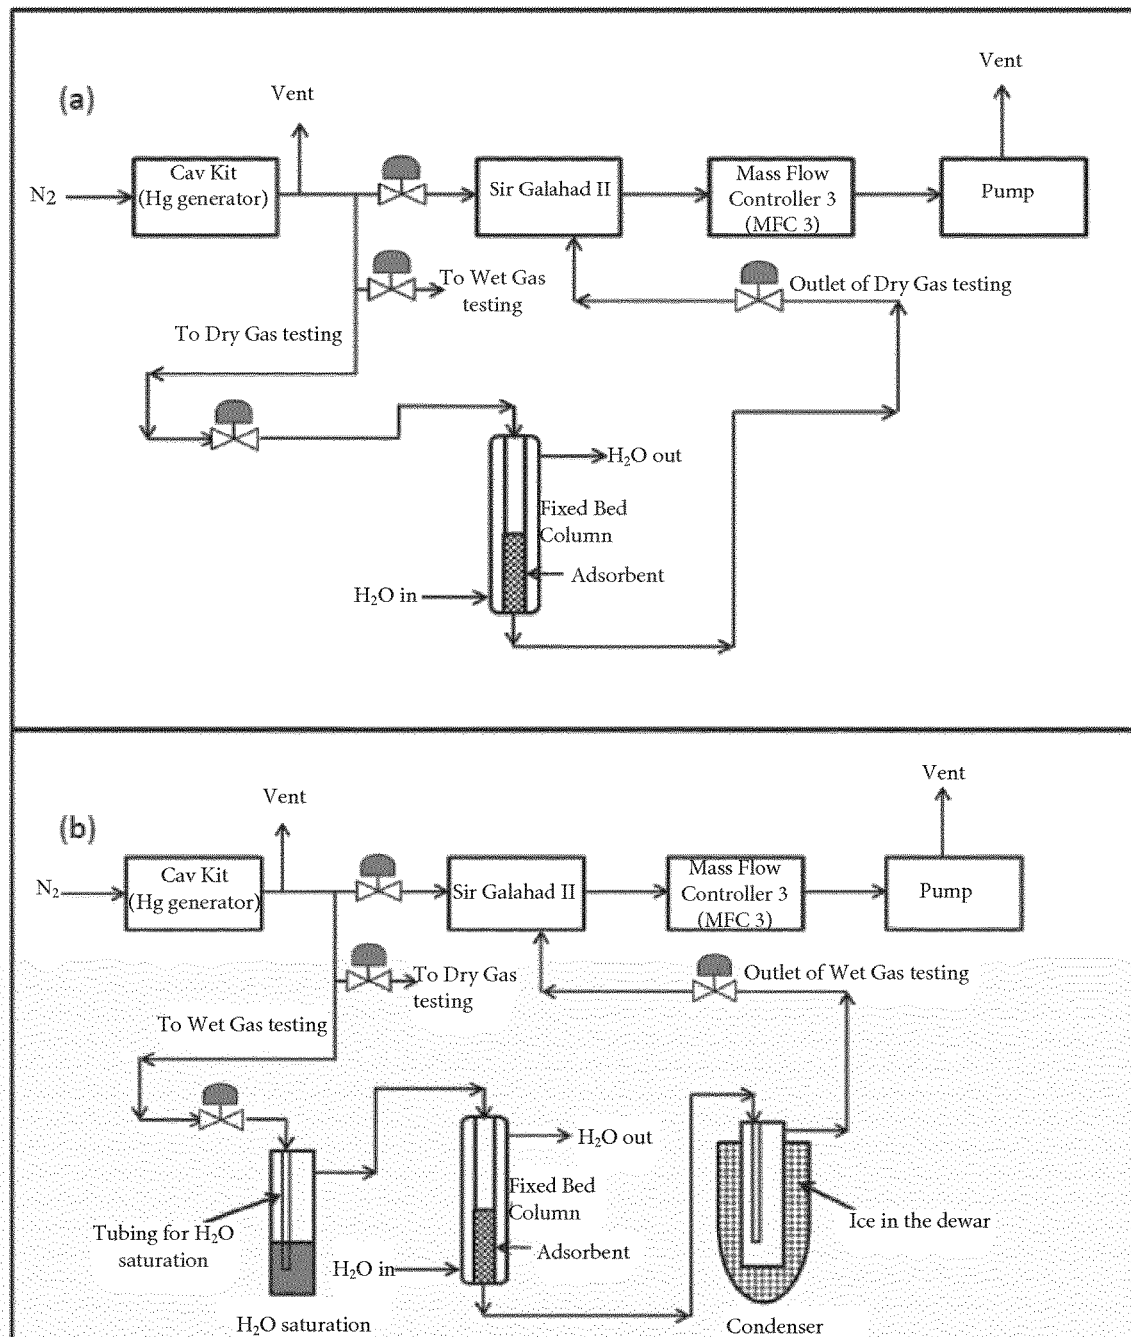 (a)
Vent
Vent
N2
Cav Kit
(Hg generator)
Sir Galahad II
Mass Flow
Controller 3
(MFC 3)
Pump
To Wet Gas
testing
Outlet of Dry Gas testing
To Dry Gas testing
H₂O out
Fixed Bed
Column
Adsorbent
H₂O in
(b)
Vent
Vent
N₂
Cav Kit
(Hg generator)
Sir Galahad II
Mass Flow
Controller 3
(MFC 3)
Pump
To Dry Gas
testing
Outlet of Wet Gas testing
To Wet Gas testing
H₂O out
Fixed Bed
Column
Adsorbent
H₂O in
Tubing for H₂O
saturation
Ice in the dewar
H₂O saturation
Condenser